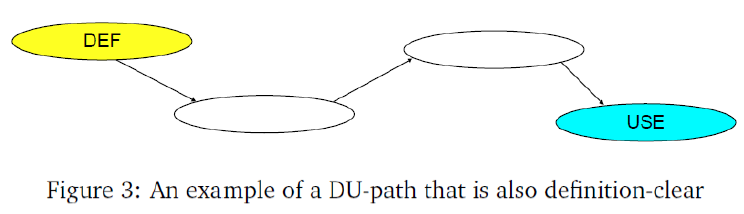 DEF
USE
Figure 3: An example of a DU-path that is also definition-clear